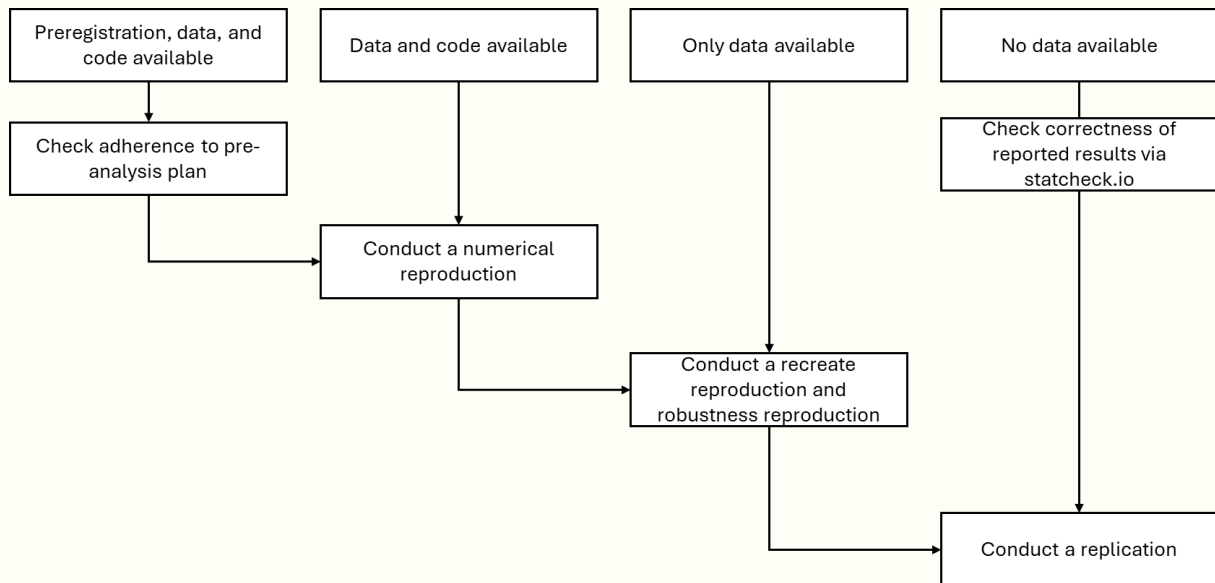 Preregistration, data, and
code available
Data and code available
Only data available
No data available
Check adherence to pre-
analysis plan
Check correctness of
reported results via
statcheck.io
Conduct a numerical
reproduction
Conduct a recreate
reproduction and
robustness reproduction
Conduct a replication